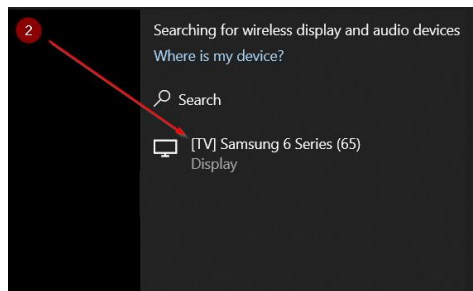 2
Searching for wireless display and audio devices
Where is my device?
Search
[TV] Samsung 6 Series (65)
Display